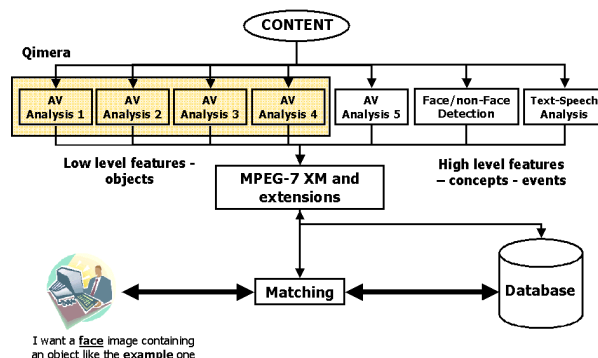 CONTENT
Qimera
AV
Analysis 1
AV
Analysis 2
AV
Analysis 3
AV
Analysis 4
AV
Analysis 5
Face/non-Face
Detection
Text-Speech
Analysis
Low level features -
objects
High level features
– concepts - events
MPEG-7 XM and
extensions
Matching
Database
I want a face image containing
an object like the example one